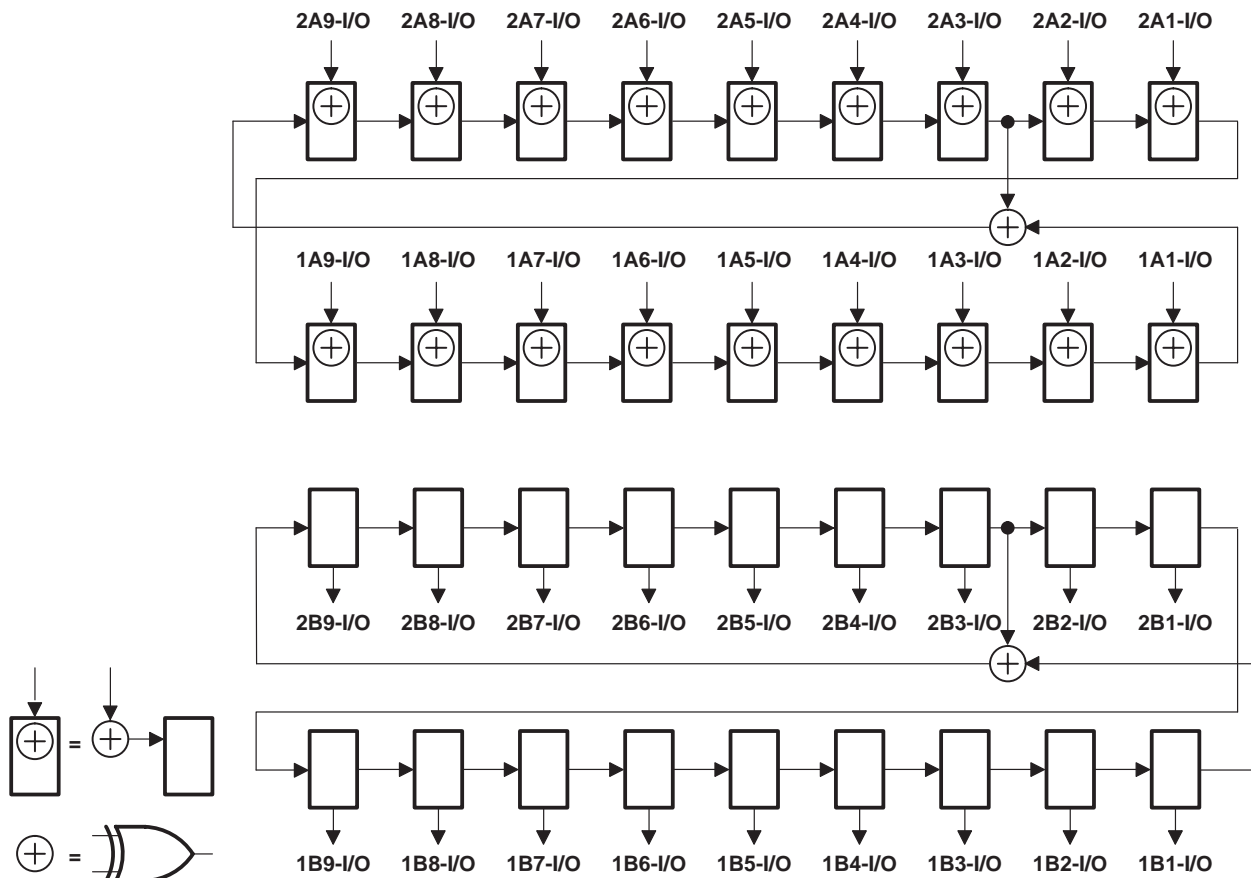 2A9-I/O 2A8-I/O 2A7-I/O 2A6-I/O 2A5-I/O 2A4-I/O 2A3-I/O 2A2-I/O 2A1-I/O
1A9-I/O 1A8-I/O 1A7-I/O 1A6-I/O 1A5-I/O 1A4-I/O 1A3-I/O 1A2-I/O 1A1-I/O
2B9-I/O 2B8-I/O 2B7-I/O 2B6-I/O 2B5-I/O 2B4-I/O 2B3-I/O 2B2-I/O 2B1-I/O
=
=
1B9-I/O 1B8-I/O 1B7-I/O 1B6-I/O 1B5-I/O 1B4-I/O 1B3-I/O 1B2-I/O 1B1-I/O